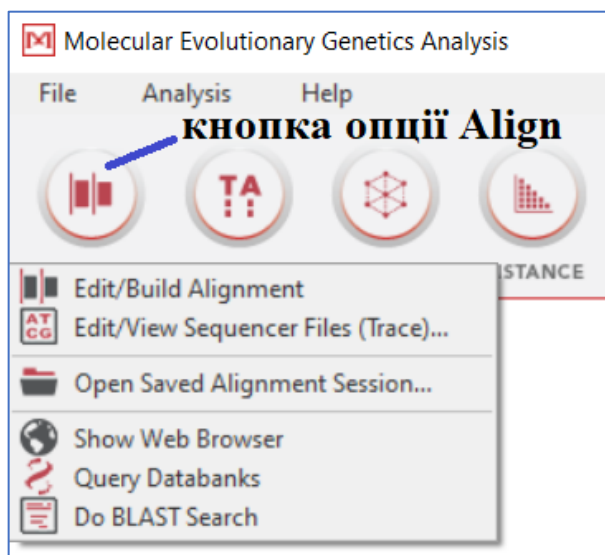 Molecular Evolutionary Genetics Analysis
File Analysis Help
кнопка опції Align
TA
ISTANCE
Edit/Build Alignment
AT
CG
Edit/View Sequencer Files (Trace)...
Open Saved Alignment Session...
Show Web Browser
Query Databanks
Do BLAST Search